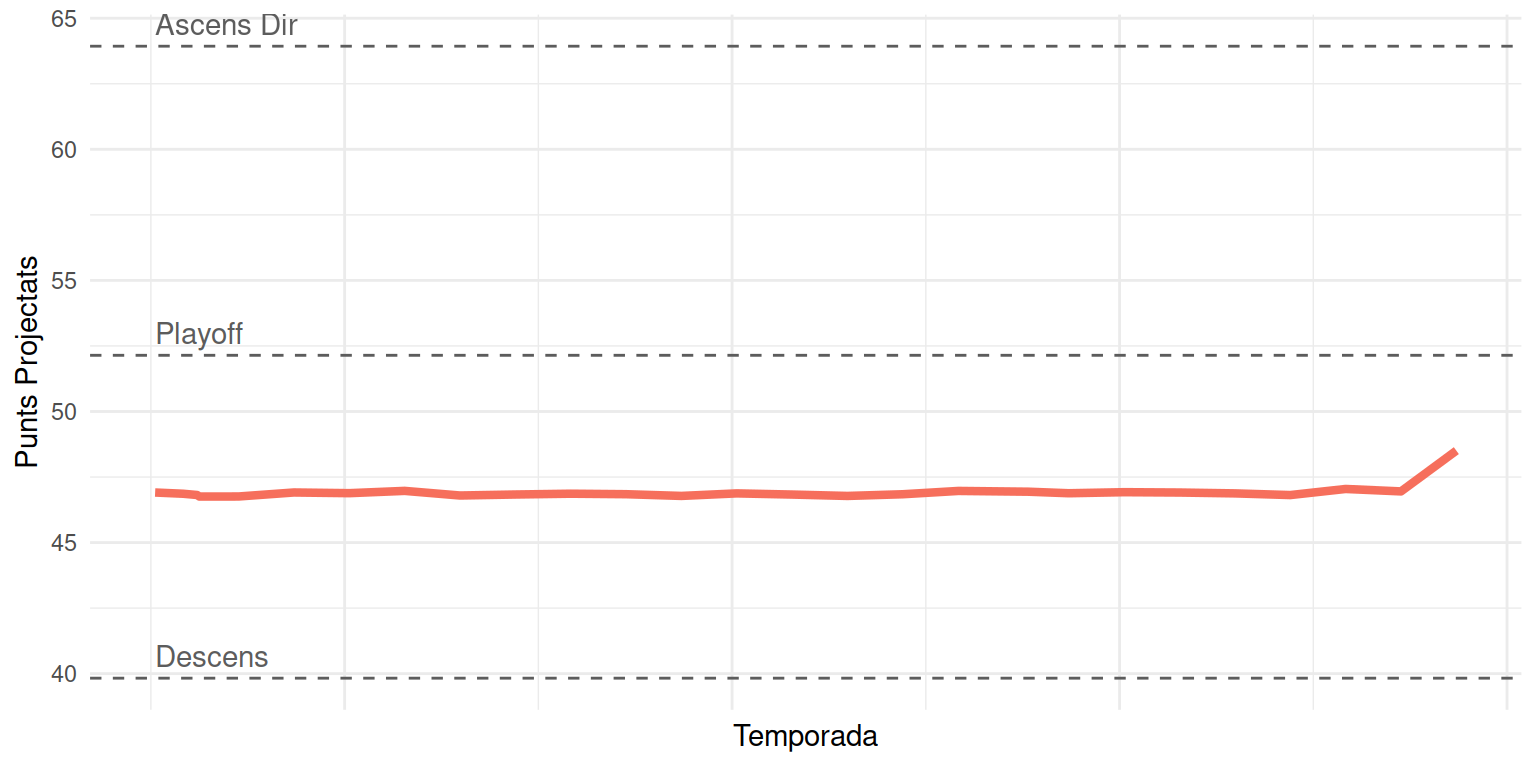 65
Ascens Dir
60
55
Playoff
50
45
Descens
40
Punts Projectats
Temporada